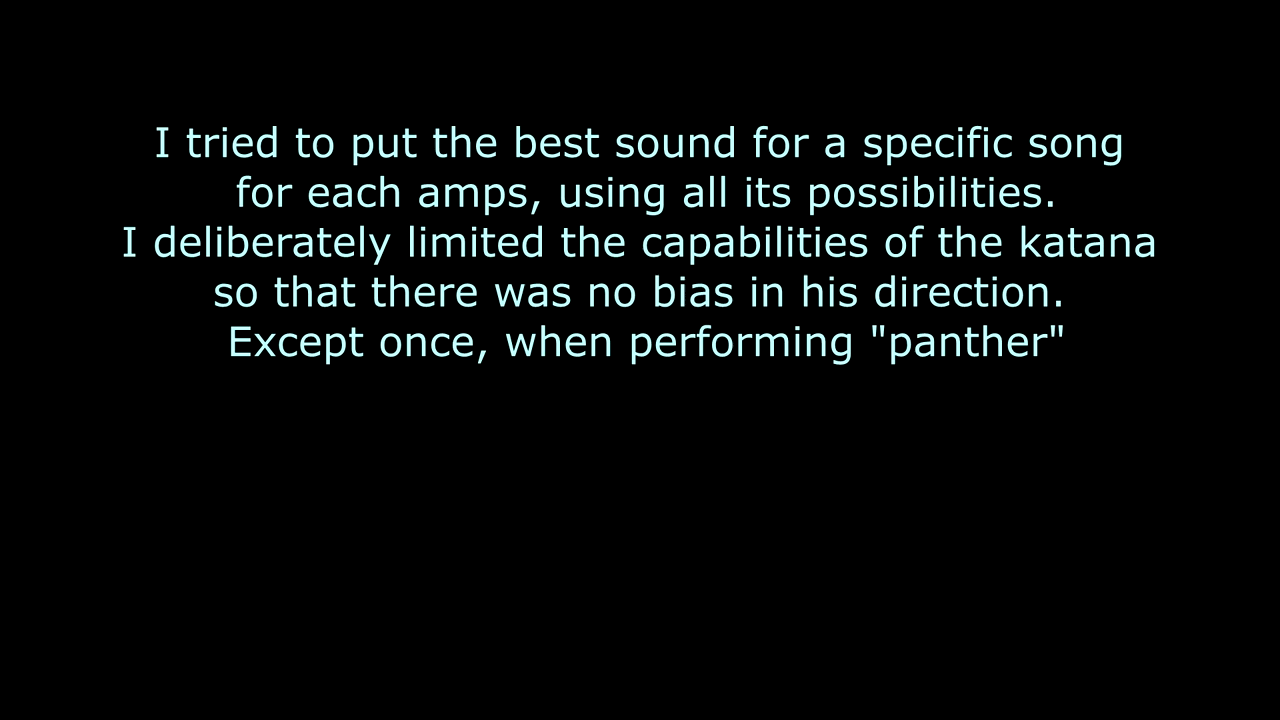 I tried to put the best sound for a specific song
for each amps, using all its possibilities.
I deliberately limited the capabilities of the katana
so that there was no bias in his direction.
Except once, when performing "panther"